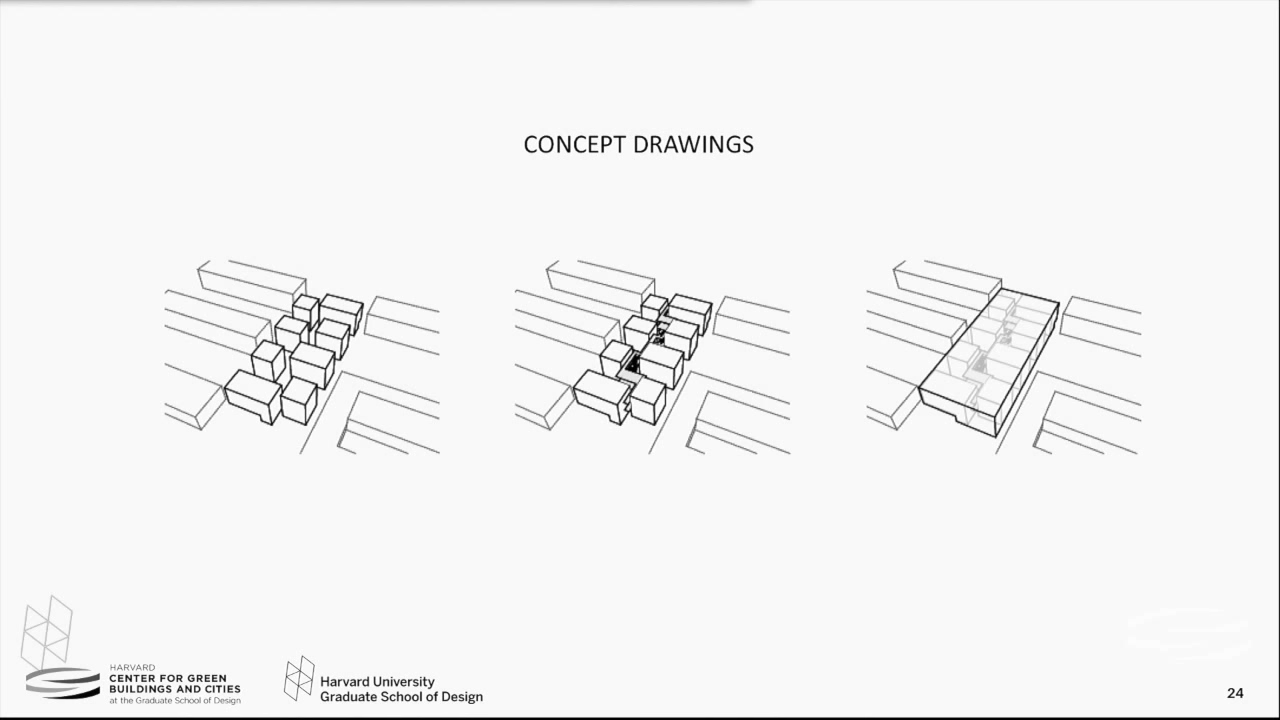 CONCEPT DRAWINGS
HARVARD
CENTER FOR GREEN
BUILDINGS AND CITIES
at the Graduate School of Design
Harvard University
Graduate School of Design
24